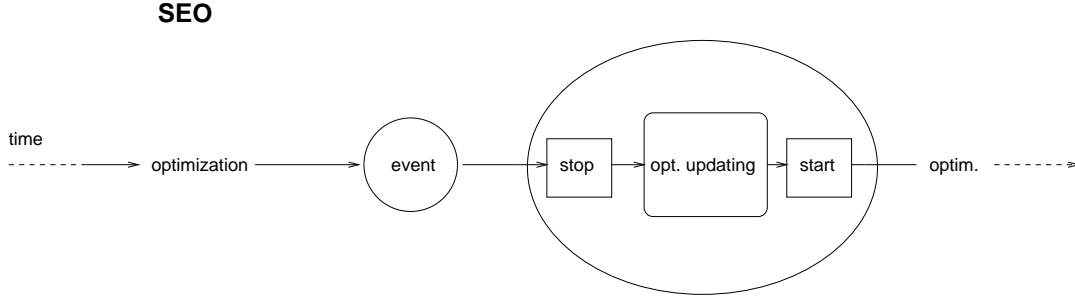 SEO
time
optimization
event
stop
opt. updating
start
optim.